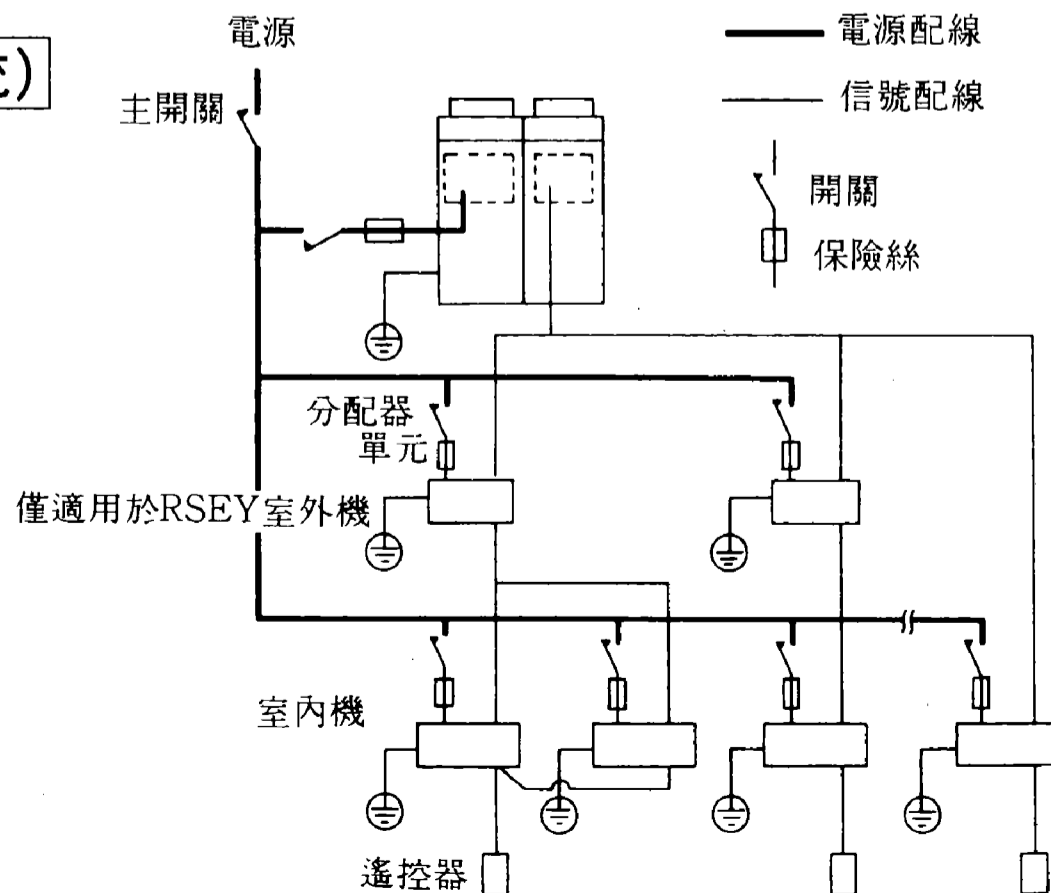 電源
主開關
電源配線
信號配線
開關
保險絲
分配器
單元
僅適用於RSEY室外機
室內機
遙控器